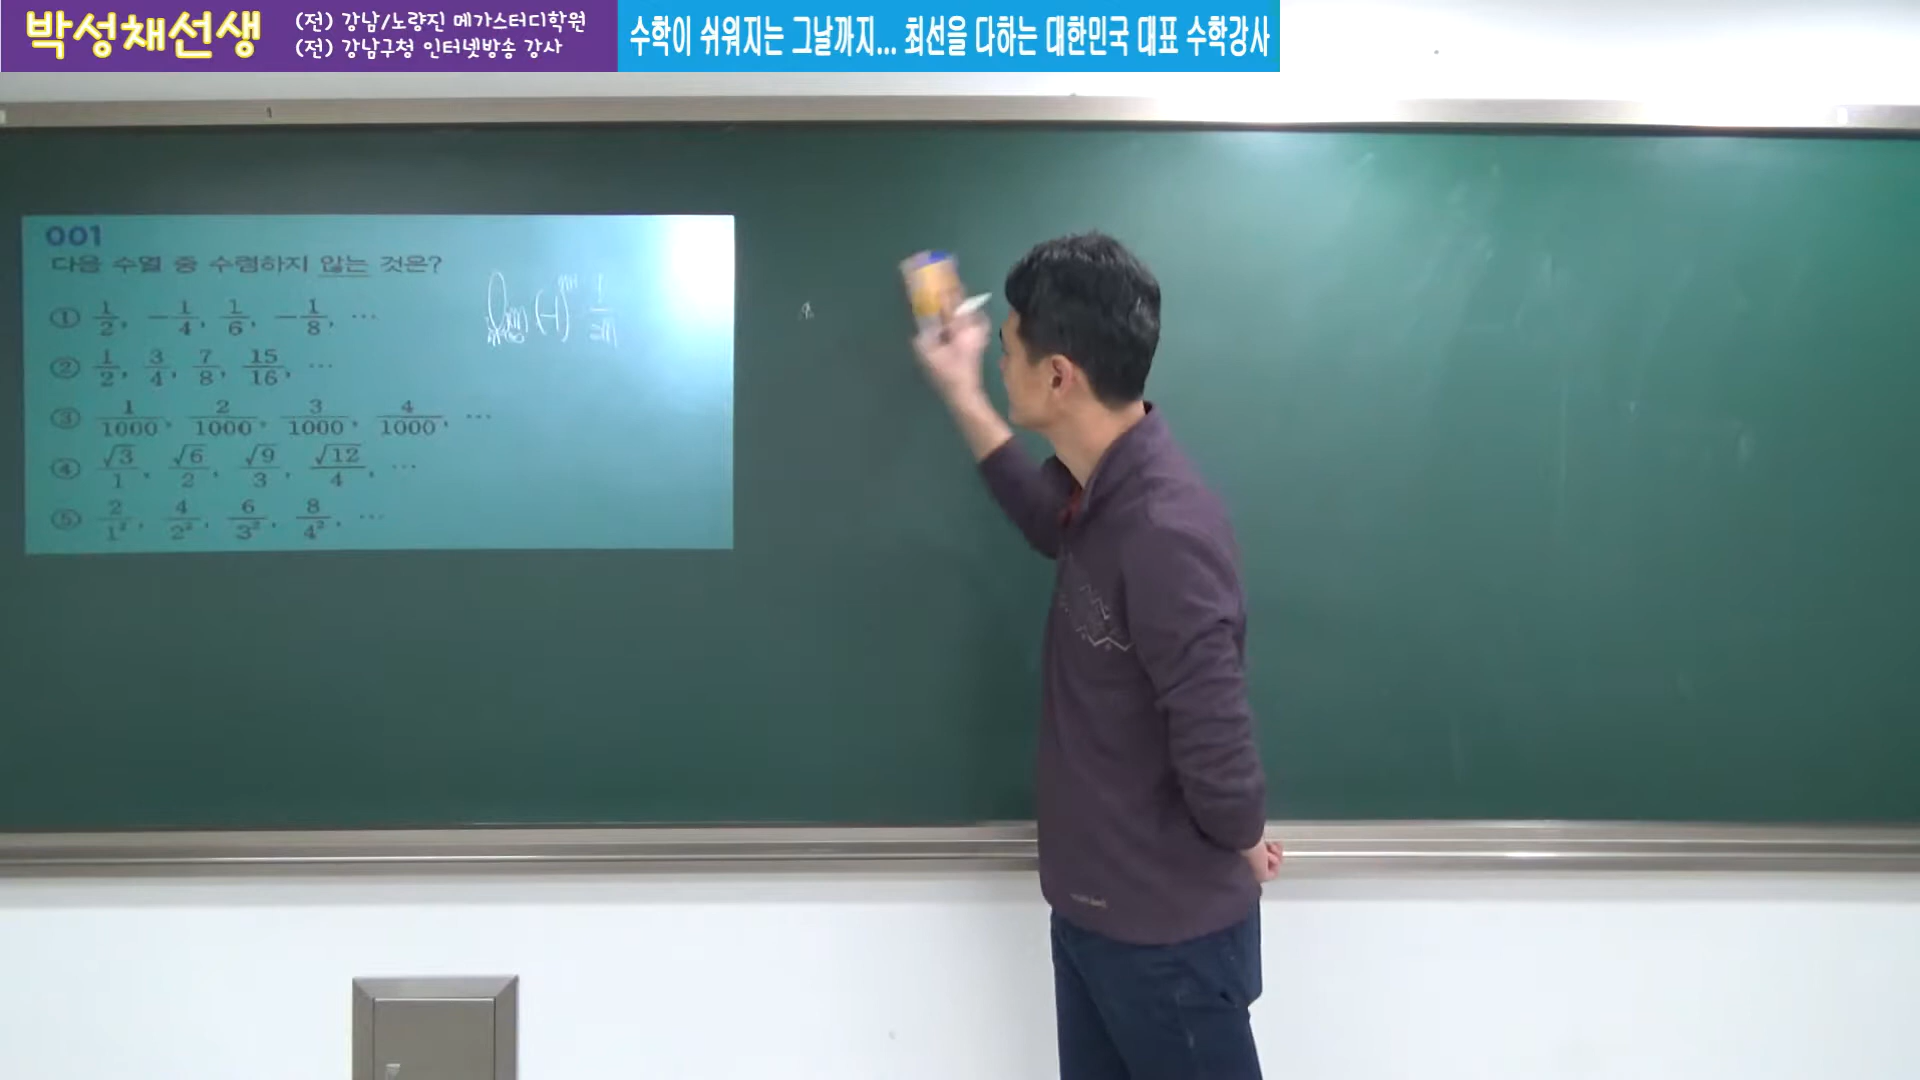 박성채선생
(전) 강남/노량진 메가스터디학원
(전) 강남구청 인터넷방송 강사
수학이 쉬워지는 그날까지... 최선을 다하는 대한민국 대표 수학강사
001
다음 수열 중 수렴하지 않는 것은?
① 1/2, -1/4, 1/6, -1/8, ⋯
② 1/2, 3/4, 7/8, 15/16, ⋯
③ 1/1000, 2/1000, 3/1000, 4/1000, ⋯
④ √3/1, √6/2, √9/3, √12/4, ⋯
⑤ 2/1², 4/2², 6/3², 8/4², ⋯
lim n→∞ (-1)ⁿ⁺¹ 1/2n